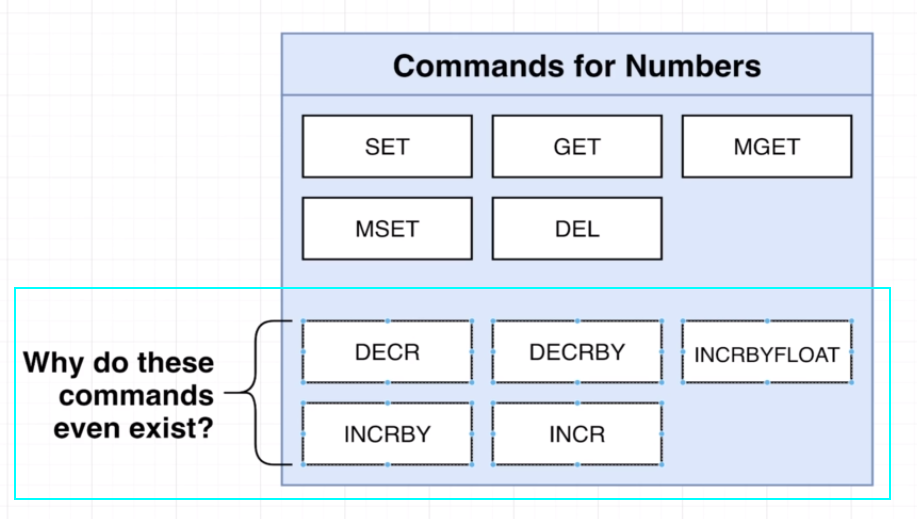 Commands for Numbers
SET
GET
MGET
MSET
DEL
Why do these
commands
even exist?
DECR
DECRBY
INCRBYFLOAT
INCRBY
INCR